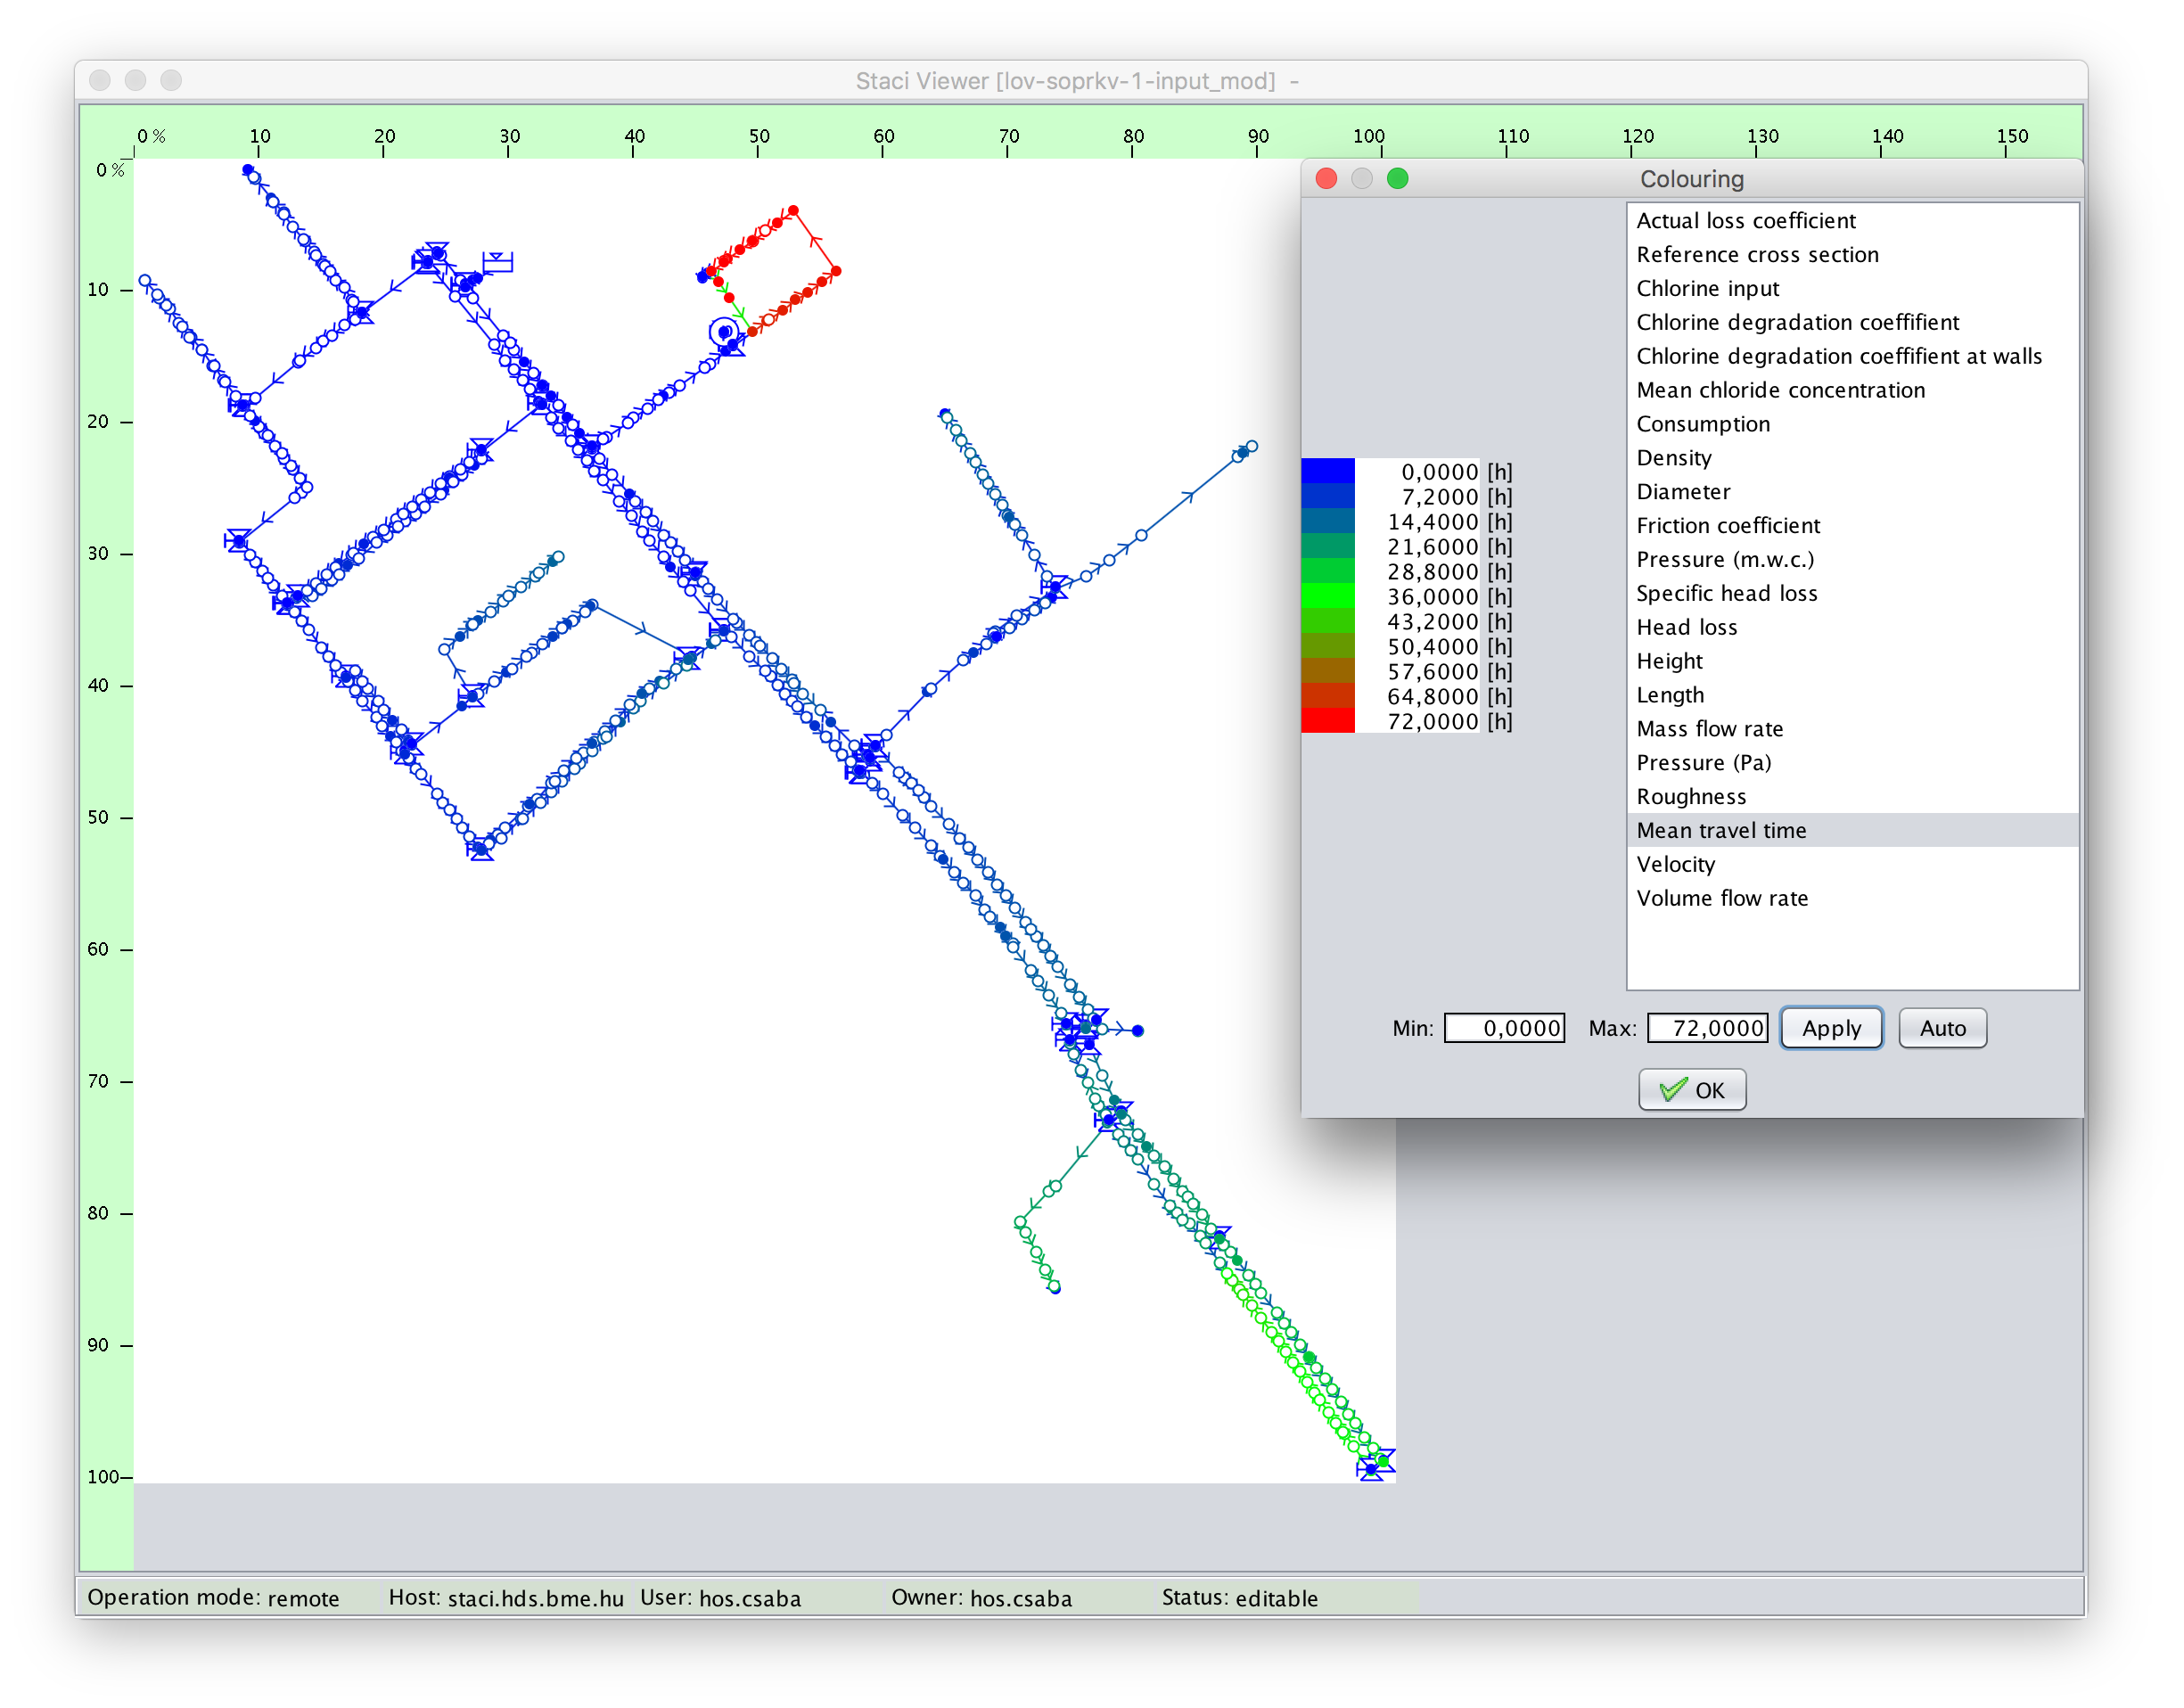 Staci Viewer [lov-soprkv-1-input_mod] -
0 % 10 20 30 40 50 60 70 80 90 100 110 120 130 140 150
0 %
10
20
30
40
50
60
70
80
90
100
Colouring
Actual loss coefficient
Reference cross section
Chlorine input
Chlorine degradation coeffifient
Chlorine degradation coeffifient at walls
Mean chloride concentration
Consumption
Density
Diameter
Friction coefficient
Pressure (m.w.c.)
Specific head loss
Head loss
Height
Length
Mass flow rate
Pressure (Pa)
Roughness
Mean travel time
Velocity
Volume flow rate
0,0000 [h]
7,2000 [h]
14,4000 [h]
21,6000 [h]
28,8000 [h]
36,0000 [h]
43,2000 [h]
50,4000 [h]
57,6000 [h]
64,8000 [h]
72,0000 [h]
Min: 0,0000 Max: 72,0000 Apply Auto
OK
Operation mode: remote Host: staci.hds.bme.hu User: hos.csaba Owner: hos.csaba Status: editable